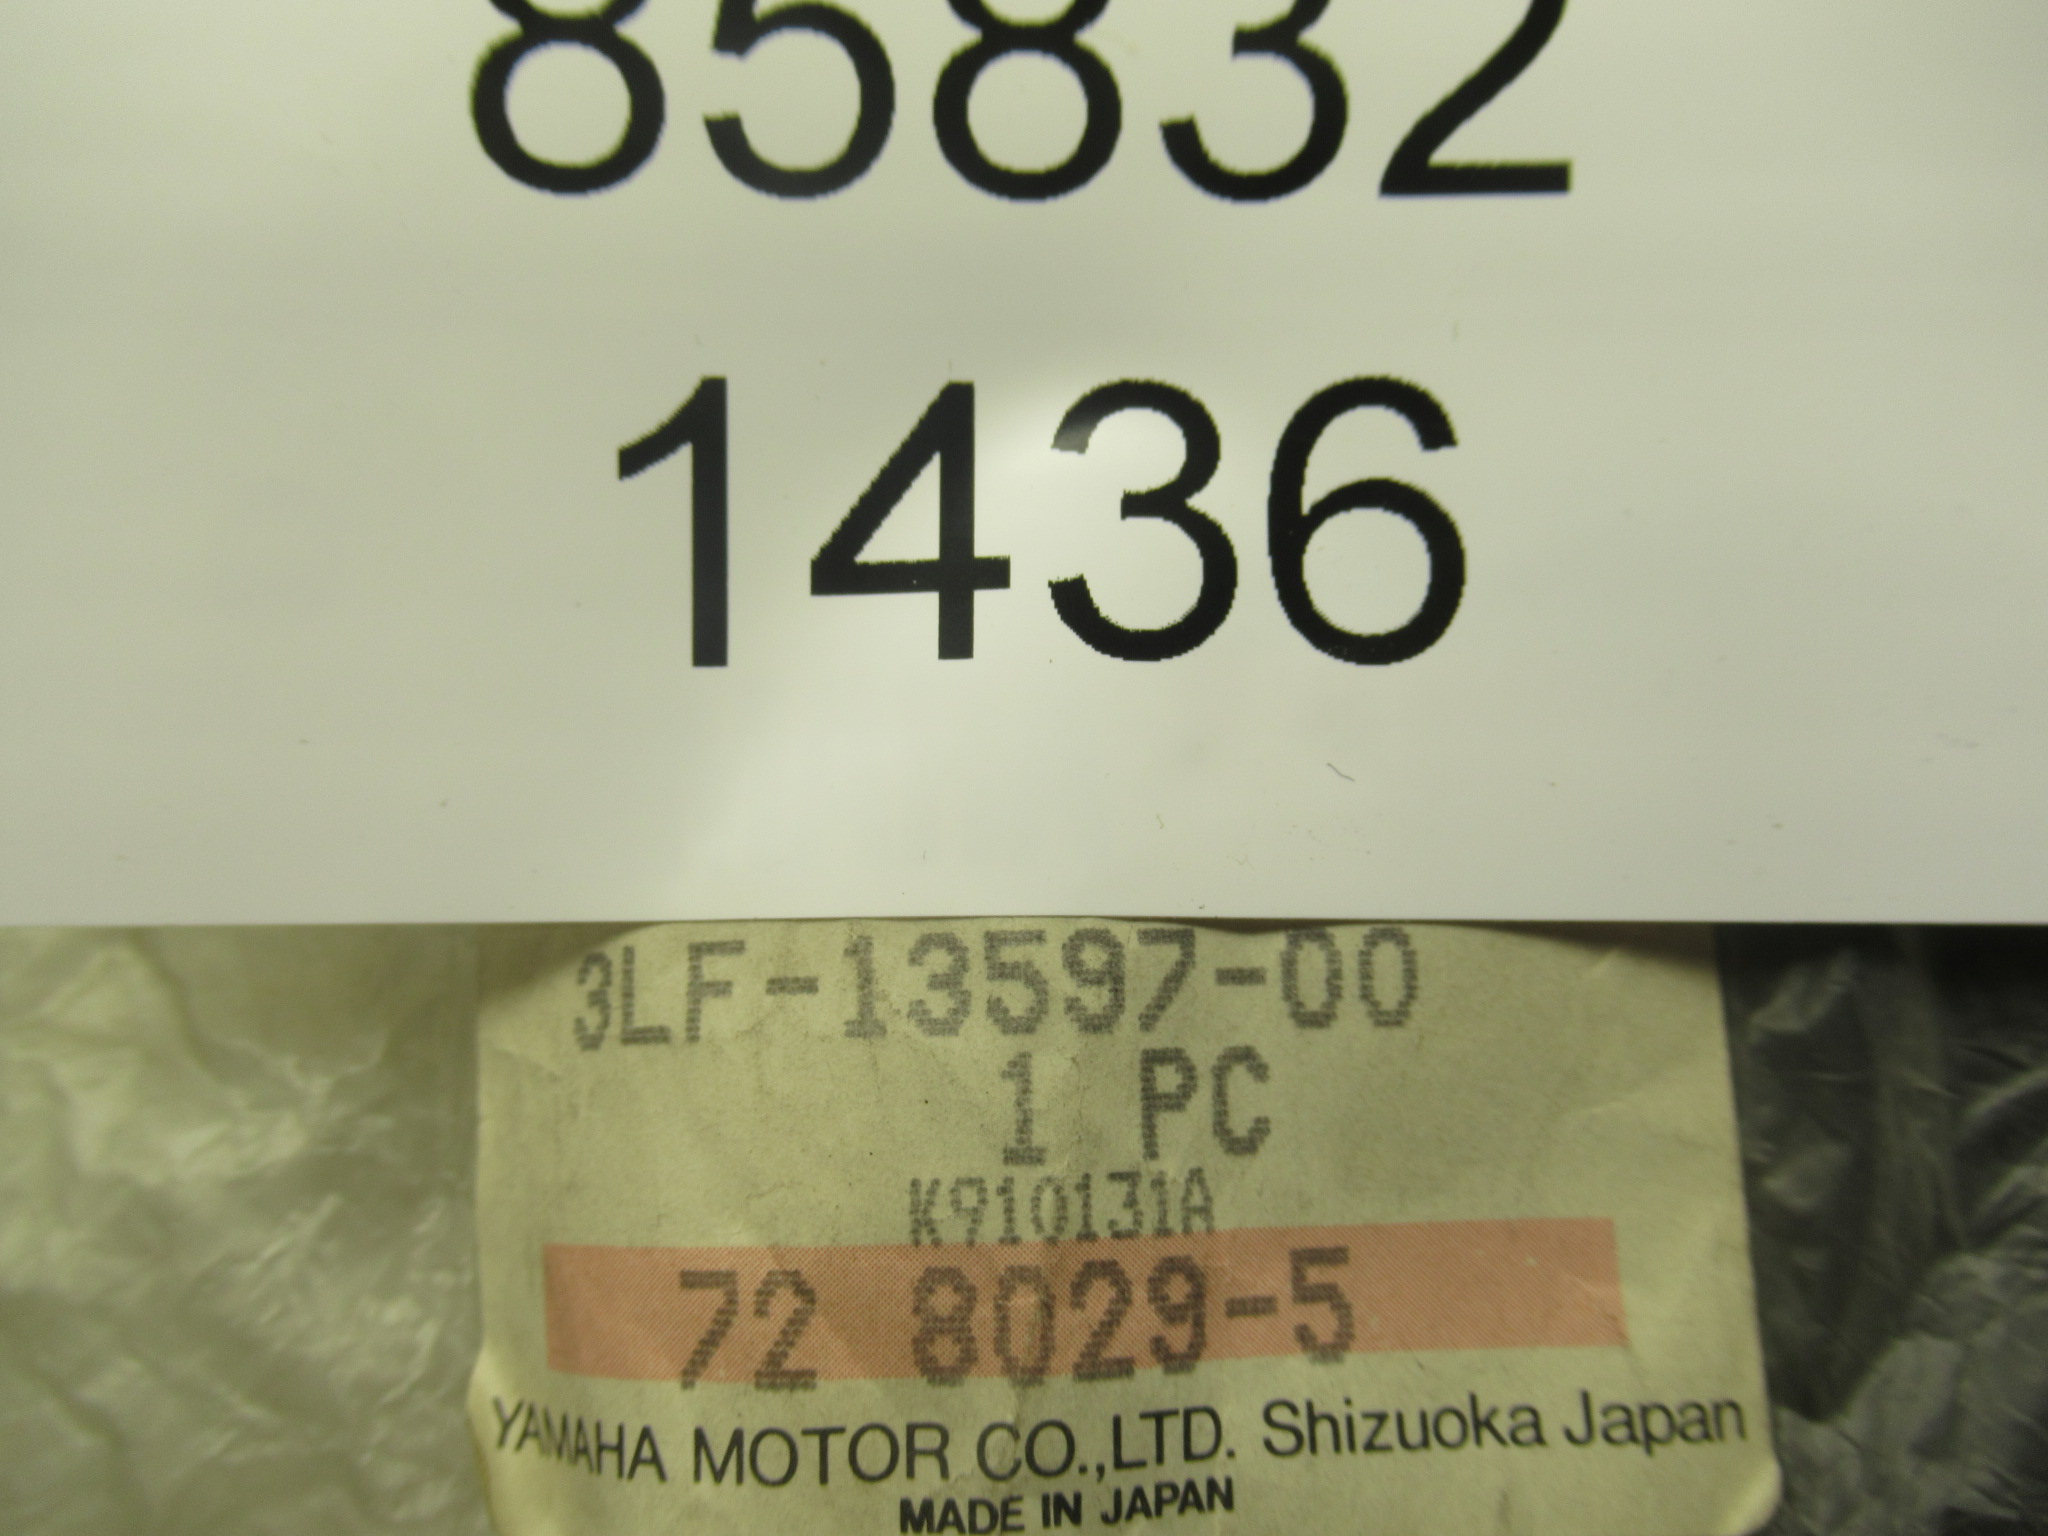 85832
1436
3LF-13597-00
1 PC
K910131A
72 8029-5
YAMAHA MOTOR CO.,LTD. Shizuoka Japan
MADE IN JAPAN